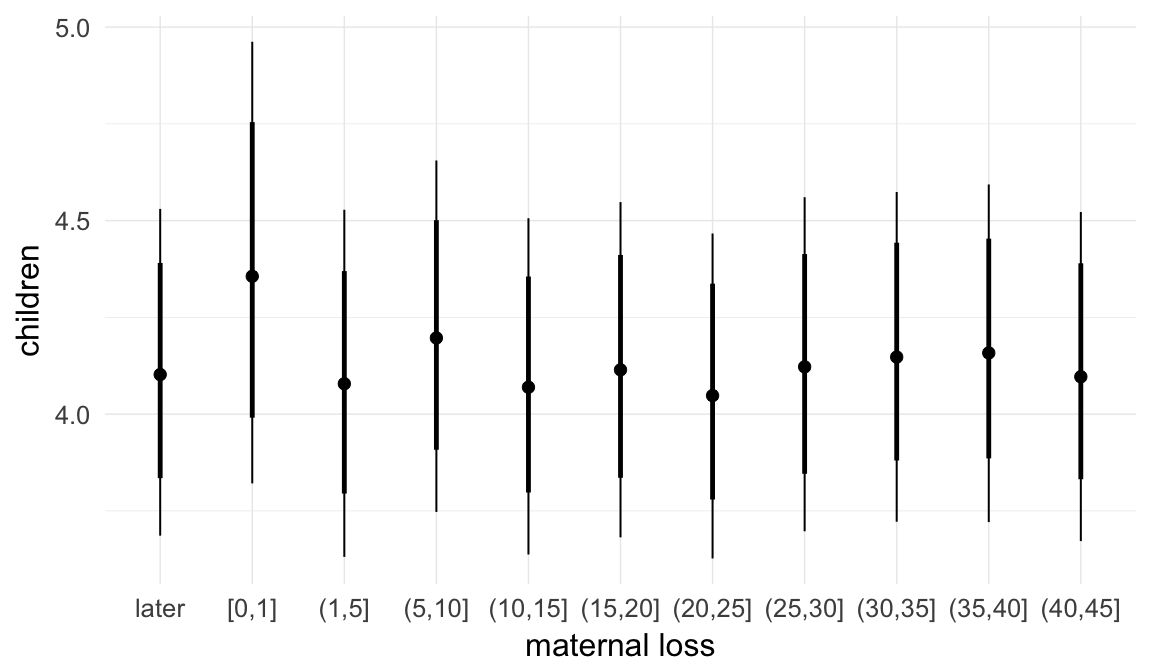 5.0
4.5
4.0
children
later [0,1] (1,5] (5,10] (10,15] (15,20] (20,25] (25,30] (30,35] (35,40] (40,45]
maternal loss